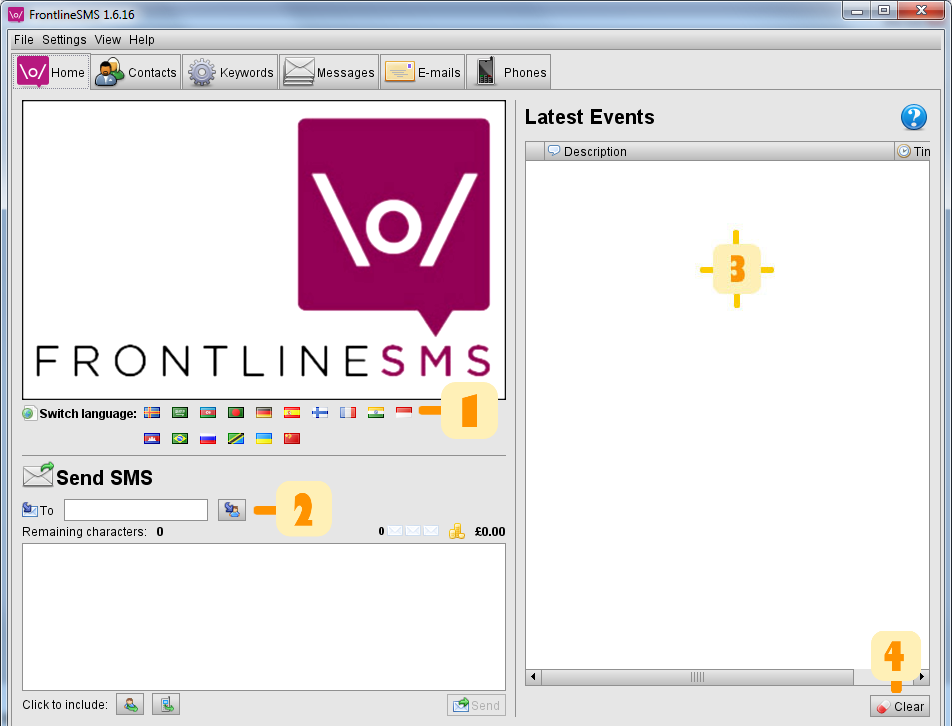 FrontlineSMS 1.6.16
File Settings View Help
Home Contacts Keywords Messages E-mails Phones
\o/
FRONTLINESMS
Switch language:
1
Send SMS
To
2
Remaining characters: 0
0 £0.00
Click to include:
Send
Latest Events
?
Description Tim
3
4
Clear